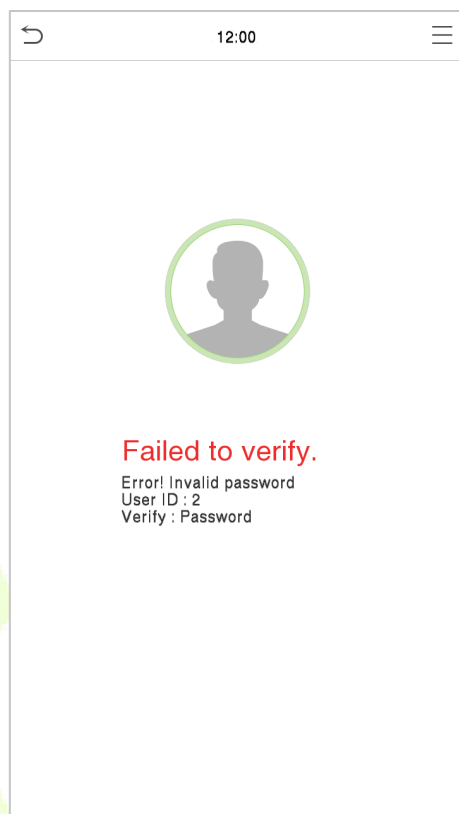 12:00
Failed to verify.
Error! Invalid password
User ID : 2
Verify : Password